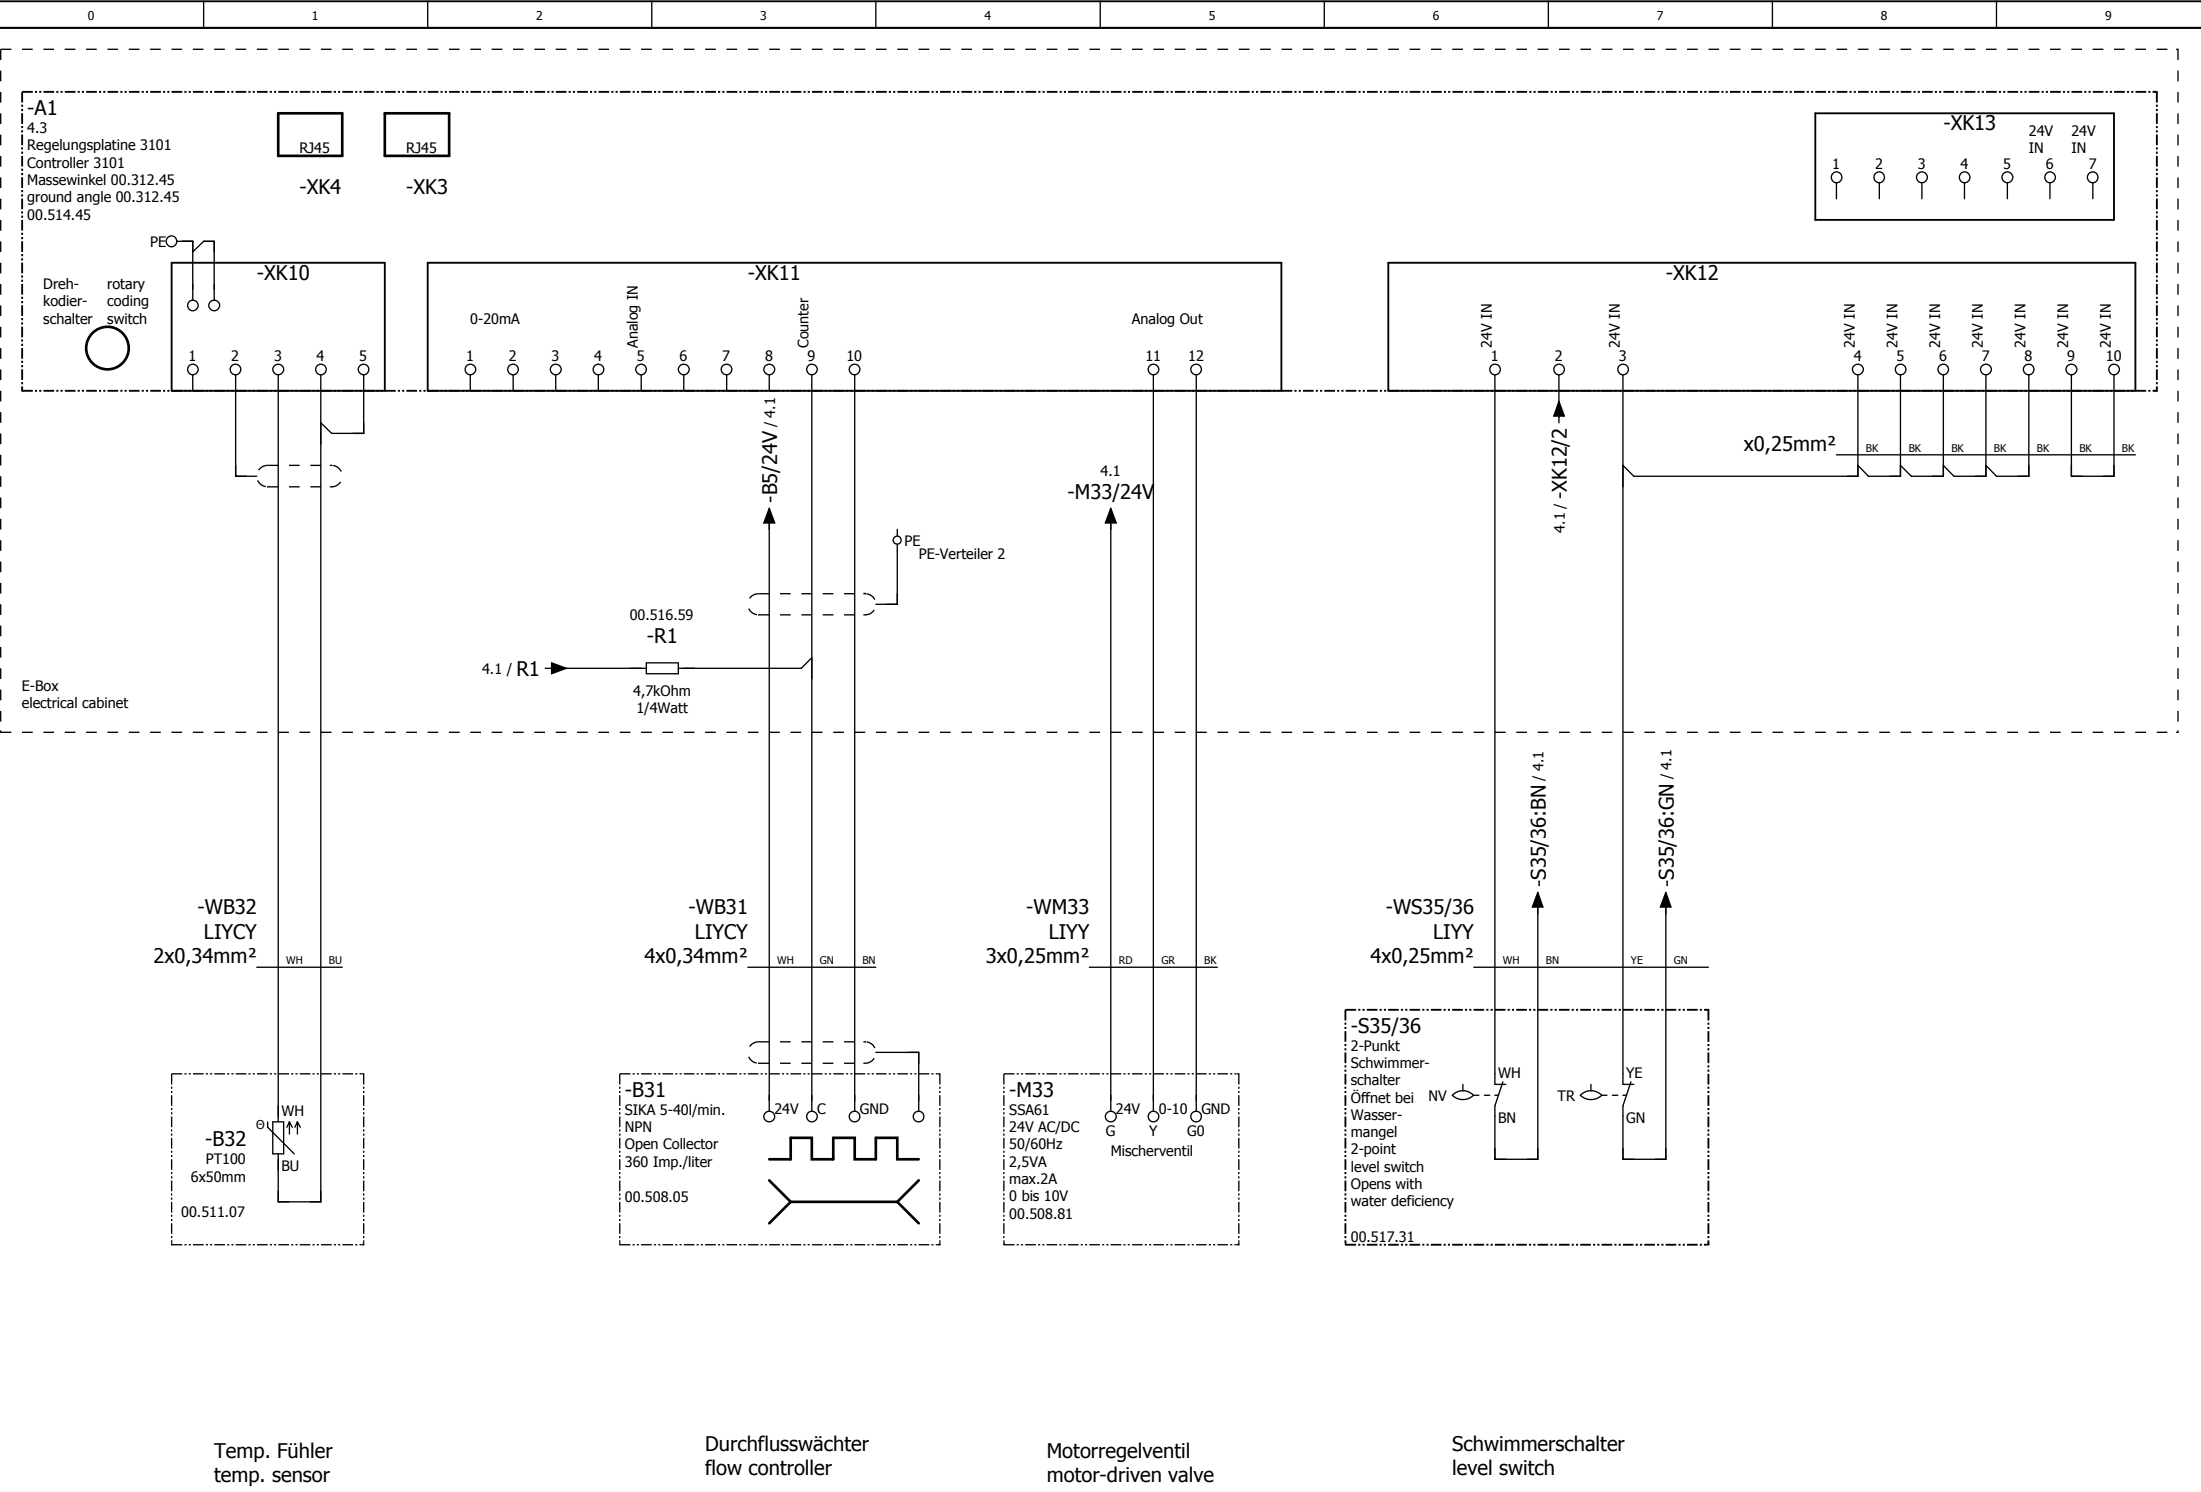 0 1 2 3 4 5 6 7 8 9
-A1
4.3
Regelungsplatine 3101
Controller 3101
Massewinkel 00.312.45
ground angle 00.312.45
00.514.45
RJ45
-XK4
RJ45
-XK3
-XK13
24V
IN
24V
IN
1 2 3 4 5 6 7
PE
Dreh-
kodier-
schalter
rotary
coding
switch
-XK10
1 2 3 4 5
-XK11
0-20mA
Analog IN
Counter
Analog Out
1 2 3 4 5 6 7 8 9 10 11 12
-XK12
24V IN
24V IN
24V IN
24V IN
24V IN
24V IN
24V IN
24V IN
24V IN
1 2 3 4 5 6 7 8 9 10
-B5/24V / 4.1
4.1
-M33/24V
4.1 / -XK12/2
x0,25mm²
BK BK BK BK BK BK BK
PE
PE-Verteiler 2
00.516.59
-R1
4.1 / R1
4,7kOhm
1/4Watt
E-Box
electrical cabinet
-S35/36:BN / 4.1
-S35/36:GN / 4.1
-WB32
LIYCY
2x0,34mm²
WH BU
-WB31
LIYCY
4x0,34mm²
WH GN BN
-WM33
LIYY
3x0,25mm²
RD GR BK
-WS35/36
LIYY
4x0,25mm²
WH BN YE GN
-B32
PT100
6x50mm
00.511.07
Θ
WH
BU
-B31
SIKA 5-40l/min.
NPN
Open Collector
360 Imp./liter
00.508.05
24V C GND
-M33
SSA61
24V AC/DC
50/60Hz
2,5VA
max.2A
0 bis 10V
00.508.81
24V 0-10 GND
G Y G0
Mischerventil
-S35/36
2-Punkt
Schwimmer-
schalter
Öffnet bei
Wasser-
mangel
2-point
level switch
Opens with
water deficiency
00.517.31
NV
WH
BN
TR
YE
GN
Temp. Fühler
temp. sensor
Durchflusswächter
flow controller
Motorregelventil
motor-driven valve
Schwimmerschalter
level switch